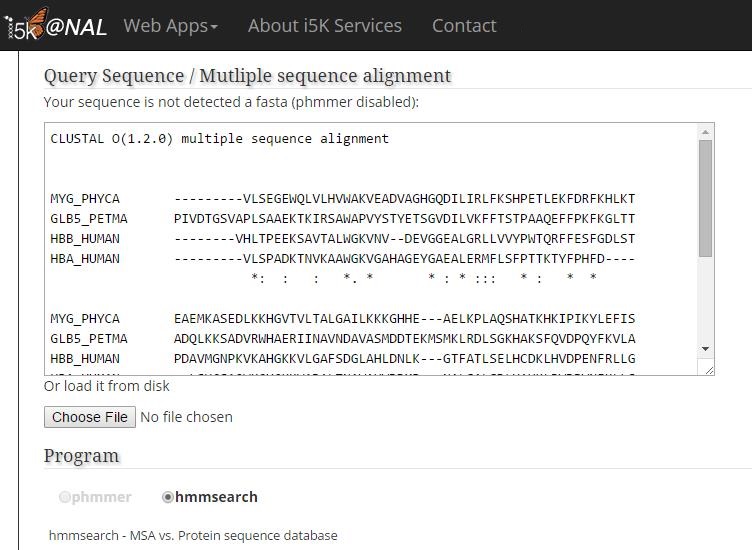 i5k@NAL Web Apps About i5K Services Contact
Query Sequence / Mutliple sequence alignment
Your sequence is not detected a fasta (phmmer disabled):
CLUSTAL O(1.2.0) multiple sequence alignment
MYG_PHYCA ---------VLSEGEWQLVLHVWAKVEADVAGHGQDILIRLFKSHPETLEKFDRFKHLKT
GLB5_PETMA PIVDTGSVAPLSAAEKTKIRSAWAPVYSTYETSGVDILVKFFTSTPAAQEFFPKFKGLTT
HBB_HUMAN --------VHLTPEEKSAVTALWGKVNV--DEVGGEALGRLLVVYPWTQRFFESFGDLST
HBA_HUMAN ---------VLSPADKTNVKAAWGKVGAHAGEYGAEALERMFLSFPTTKTYFPHFD----
*: : : *. * * : * ::: * : * *
MYG_PHYCA EAEMKASEDLKKHGVTVLTALGAILKKKGHHE---AELKPLAQSHATKHKIPIKYLEFIS
GLB5_PETMA ADQLKKSADVRWHAERIINAVNDAVASMDDTEKMSMKLRDLSGKHAKSFQVDPQYFKVLA
HBB_HUMAN PDAVMGNPKVKAHGKKVLGAFSDGLAHLDNLK---GTFATLSELHCDKLHVDPENFRLLG
Or load it from disk
Choose File No file chosen
Program
phmmer hmmsearch
hmmsearch - MSA vs. Protein sequence database